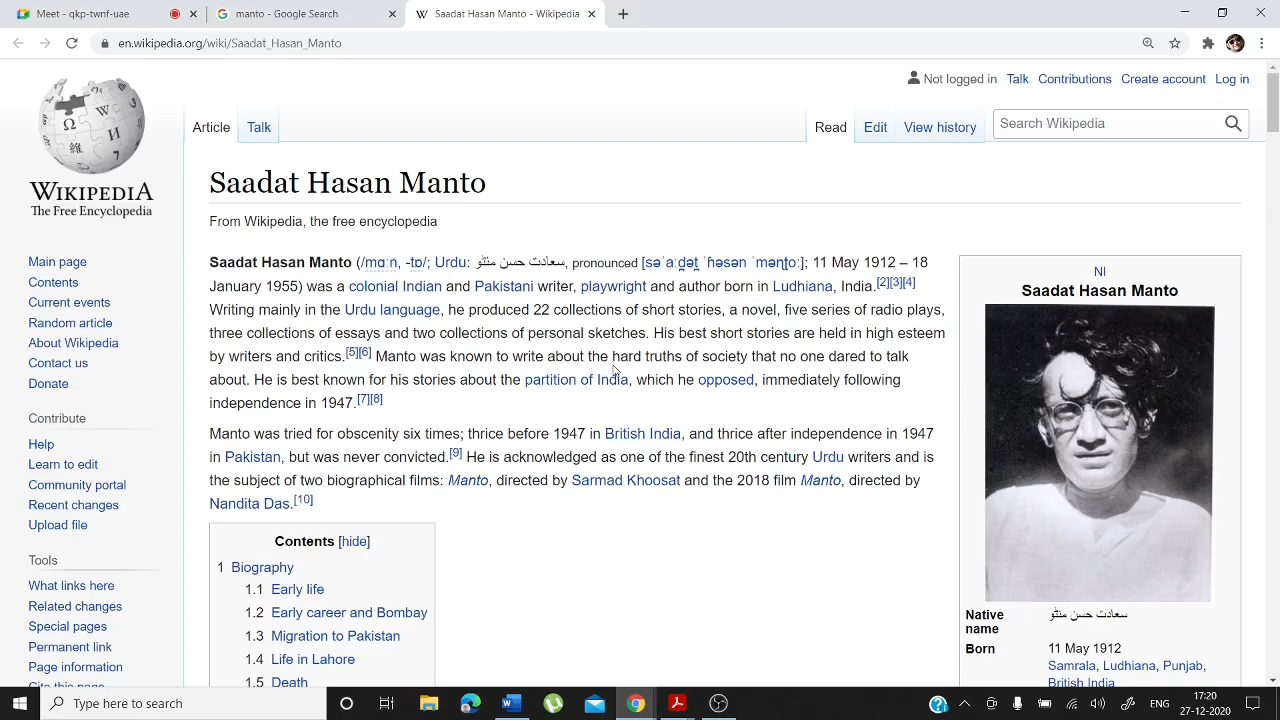 Meet - qkp-twnf-uae
manto - Google Search
Saadat Hasan Manto - Wikipedia
en.wikipedia.org/wiki/Saadat_Hasan_Manto
Not logged in Talk Contributions Create account Log in
Article Talk Read Edit View history Search Wikipedia
WIKIPEDIA
The Free Encyclopedia
Main page
Contents
Current events
Random article
About Wikipedia
Contact us
Donate
Contribute
Help
Learn to edit
Community portal
Recent changes
Upload file
Tools
What links here
Related changes
Special pages
Permanent link
Page information
Cite this page
Saadat Hasan Manto
From Wikipedia, the free encyclopedia
Saadat Hasan Manto (/mɑːn, -tɒ/; Urdu: سعادت حسن منٹو, pronounced [səˈaːd̪ət̪ ˈɦəsən ˈməɳʈoː]; 11 May 1912 – 18
January 1955) was a colonial Indian and Pakistani writer, playwright and author born in Ludhiana, India.[2][3][4]
Writing mainly in the Urdu language, he produced 22 collections of short stories, a novel, five series of radio plays,
three collections of essays and two collections of personal sketches. His best short stories are held in high esteem
by writers and critics.[5][6] Manto was known to write about the hard truths of society that no one dared to talk
about. He is best known for his stories about the partition of India, which he opposed, immediately following
independence in 1947.[7][8]
Manto was tried for obscenity six times; thrice before 1947 in British India, and thrice after independence in 1947
in Pakistan, but was never convicted.[9] He is acknowledged as one of the finest 20th century Urdu writers and is
the subject of two biographical films: Manto, directed by Sarmad Khoosat and the 2018 film Manto, directed by
Nandita Das.[10]
Contents [hide]
1 Biography
1.1 Early life
1.2 Early career and Bombay
1.3 Migration to Pakistan
1.4 Life in Lahore
1.5 Death
NI
Saadat Hasan Manto
Native name سعادت حسن منٹو
Born 11 May 1912
Samrala, Ludhiana, Punjab,
British India
Type here to search
ENG
17:20
27-12-2020